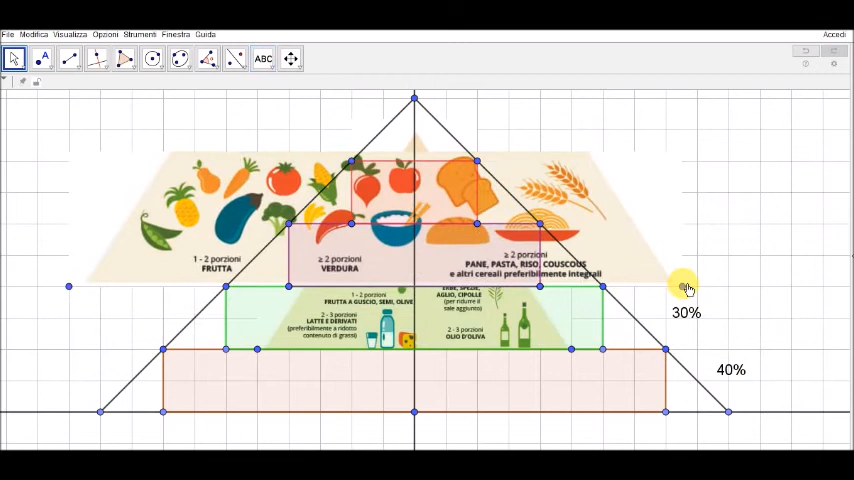 File Modifica Visualizza Opzioni Strumenti Finestra Guida Accedi
A ABC
1 - 2 porzioni
FRUTTA
≥ 2 porzioni
VERDURA
≥ 2 porzioni
PANE, PASTA, RISO, COUSCOUS
e altri cereali preferibilmente integrali
1 - 2 porzioni
FRUTTA A GUSCIO, SEMI, OLIVE
2 - 3 porzioni
LATTE E DERIVATI
(preferibilmente a ridotto
contenuto di grassi)
ERBE, SPEZIE,
AGLIO, CIPOLLE
(per ridurre il
sale aggiunto)
2 - 3 porzioni
OLIO D'OLIVA
30%
40%